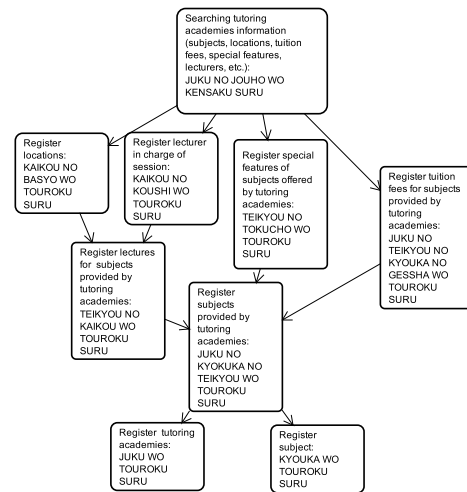 Searching tutoring
academies information
(subjects, locations, tuition
fees, special features,
lecturers, etc.):
JUKU NO JOUHO WO
KENSAKU SURU
Register
locations:
KAIKOU NO
BASYO WO
TOUROKU
SURU
Register lecturer
in charge of
session:
KAIKOU NO
KOUSHI WO
TOUROKU
SURU
Register special
features of
subjects offered
by tutoring
academies:
TEIKYOU NO
TOKUCHO WO
TOUROKU
SURU
Register tuition
fees for subjects
provided by
tutoring
academies:
JUKU NO
TEIKYOU NO
KYOUKA NO
GESSHA WO
TOUROKU
SURU
Register lectures
for subjects
provided by
tutoring
academies:
TEIKYOU NO
KAIKOU WO
TOUROKU
SURU
Register
subjects
provided by
tutoring
academies:
JUKU NO
KYOKUKA NO
TEIKYOU WO
TOUROKU
SURU
Register tutoring
academies:
JUKU WO
TOUROKU
SURU
Register
subject:
KYOUKA WO
TOUROKU
SURU